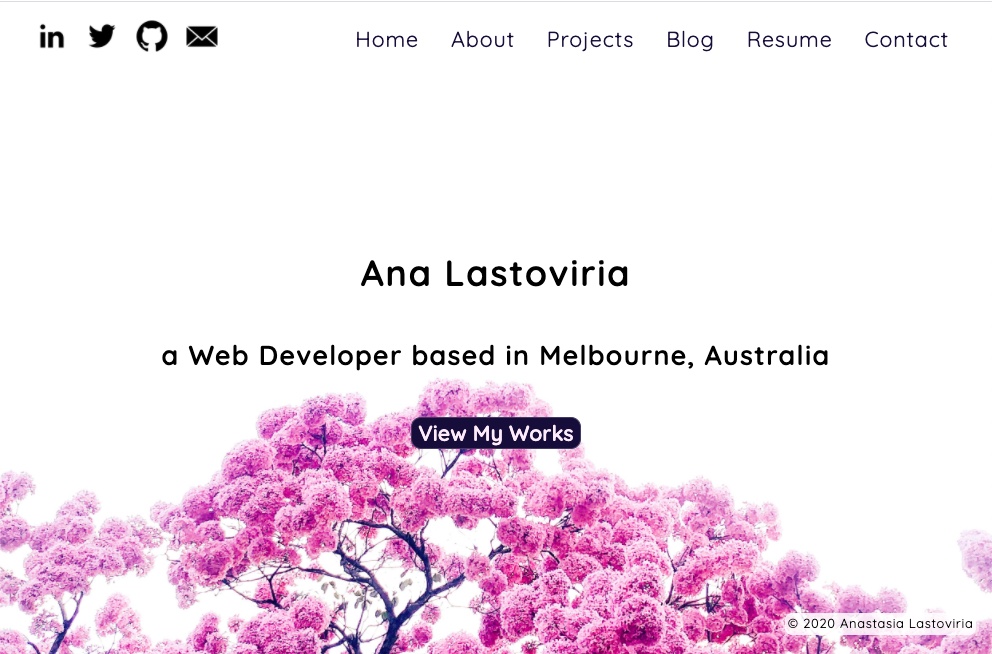 Home About Projects Blog Resume Contact
Ana Lastoviria
a Web Developer based in Melbourne, Australia
View My Works
© 2020 Anastasia Lastoviria